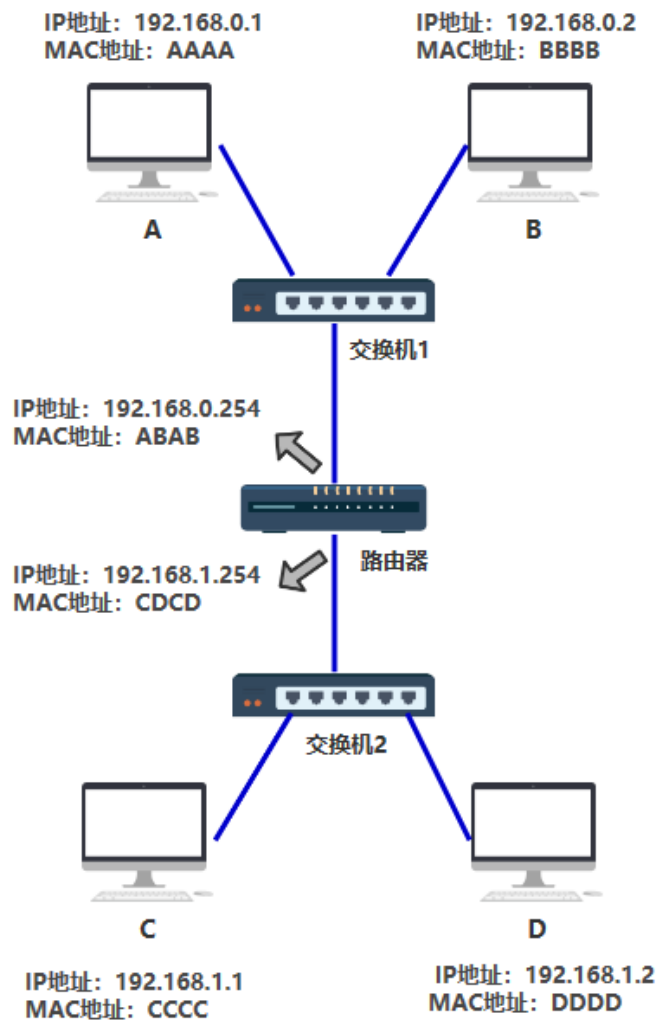 IP地址：192.168.0.1
MAC地址：AAAA
IP地址：192.168.0.2
MAC地址：BBBB
A
B
交换机1
IP地址：192.168.0.254
MAC地址：ABAB
路由器
IP地址：192.168.1.254
MAC地址：CDCD
交换机2
C
D
IP地址：192.168.1.1
MAC地址：CCCC
IP地址：192.168.1.2
MAC地址：DDDD